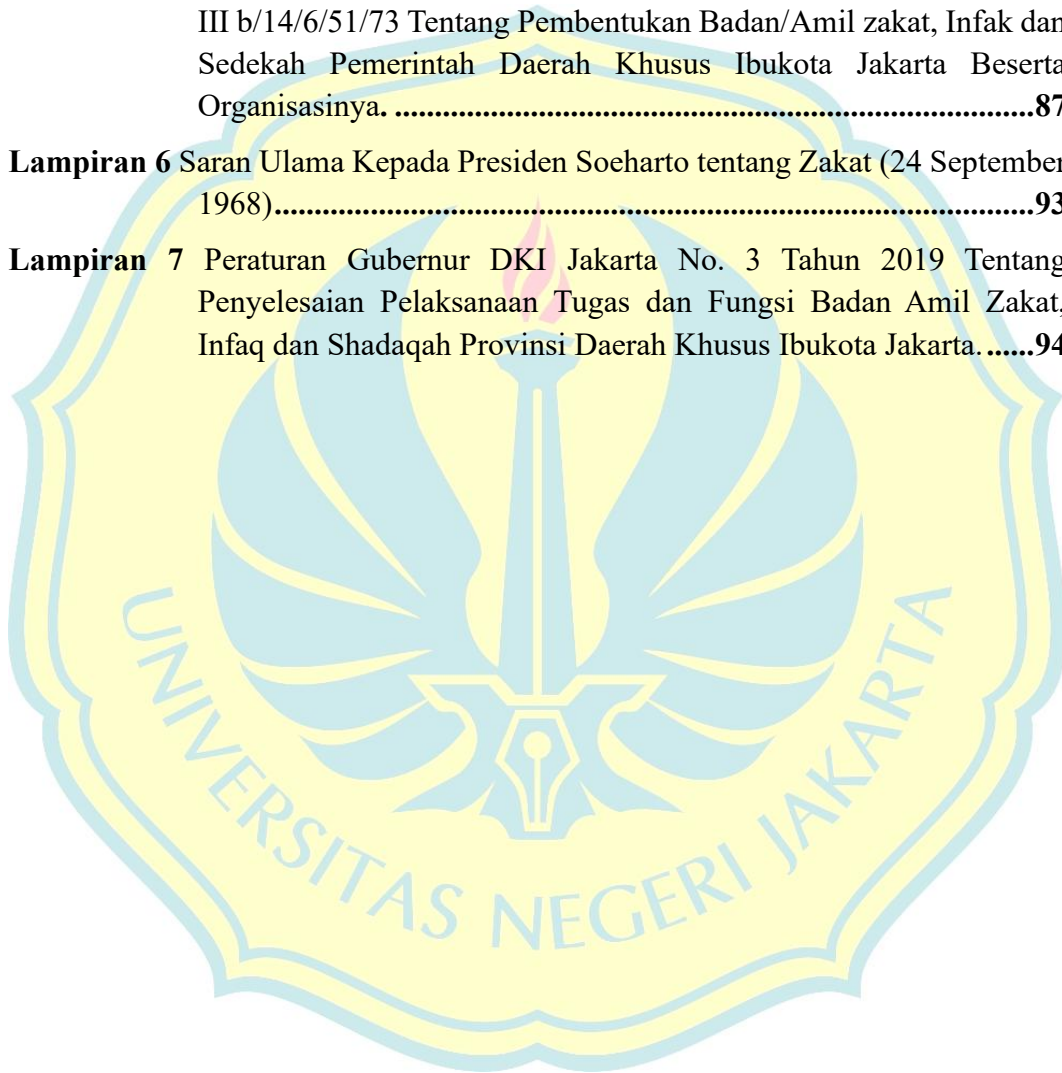 III b/14/6/51/73 Tentang Pembentukan Badan/Amil zakat, Infak dan
Sedekah Pemerintah Daerah Khusus Ibukota Jakarta Beserta
Organisasinya. ................................................................................87
Lampiran 6 Saran Ulama Kepada Presiden Soeharto tentang Zakat (24 September
1968)...............................................................................................93
Lampiran 7 Peraturan Gubernur DKI Jakarta No. 3 Tahun 2019 Tentang
Penyelesaian Pelaksanaan Tugas dan Fungsi Badan Amil Zakat,
Infaq dan Shadaqah Provinsi Daerah Khusus Ibukota Jakarta. ......94
UNIVERSITAS NEGERI JAKARTA